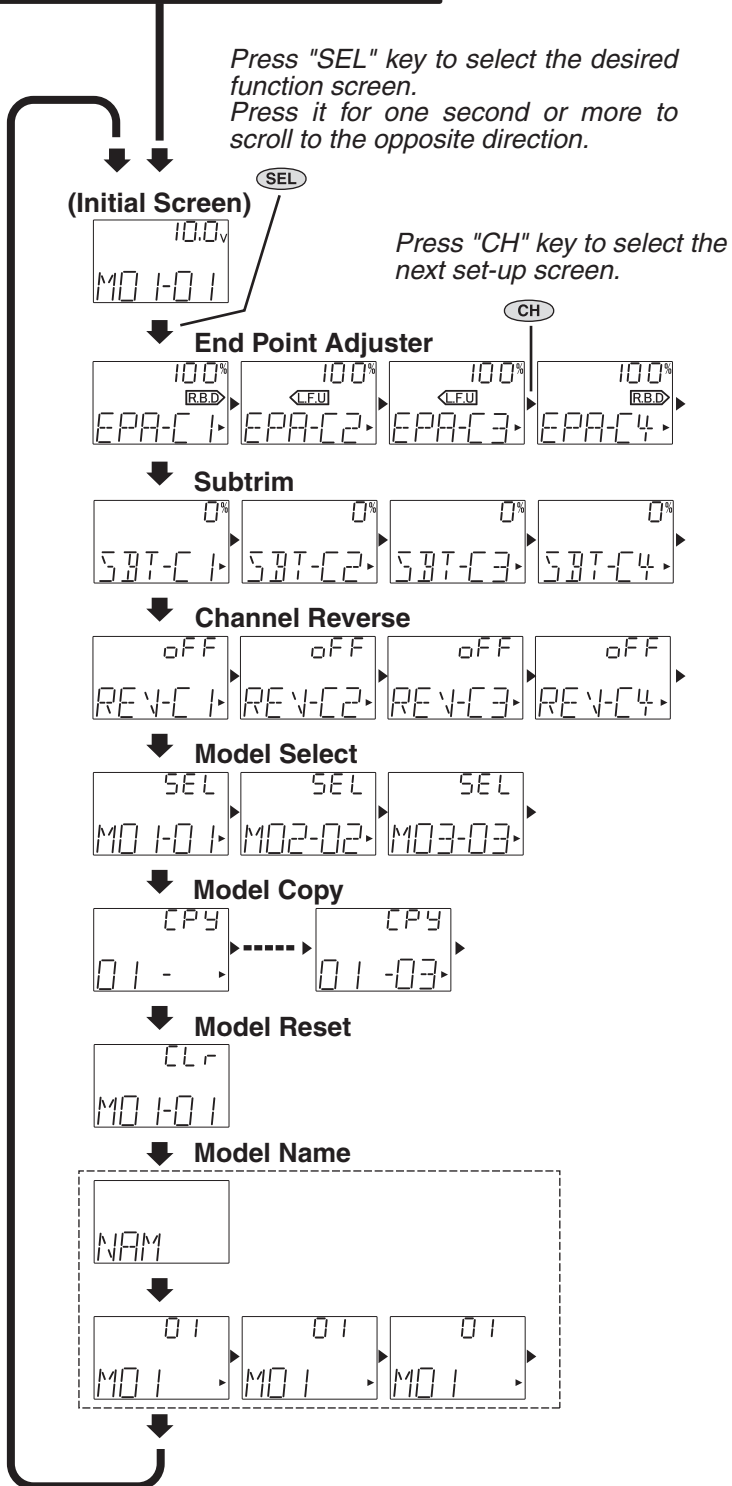 Press "SEL" key to select the desired
function screen.
Press it for one second or more to
scroll to the opposite direction.
SEL
(Initial Screen)
10.0V
M01-01
Press "CH" key to select the
next set-up screen.
CH
End Point Adjuster
100% 100% 100% 100%
R.B.D L.F.U L.F.U R.B.D
EPA-C1 EPA-C2 EPA-C3 EPA-C4
Subtrim
0% 0% 0% 0%
SBT-C1 SBT-C2 SBT-C3 SBT-C4
Channel Reverse
oFF oFF oFF oFF
REV-C1 REV-C2 REV-C3 REV-C4
Model Select
SEL SEL SEL
M01-01 M02-02 M03-03
Model Copy
CPY CPY
01 - 01 -03
Model Reset
CLr
M01-01
Model Name
NAM
01 01 01
M01 M01 M01